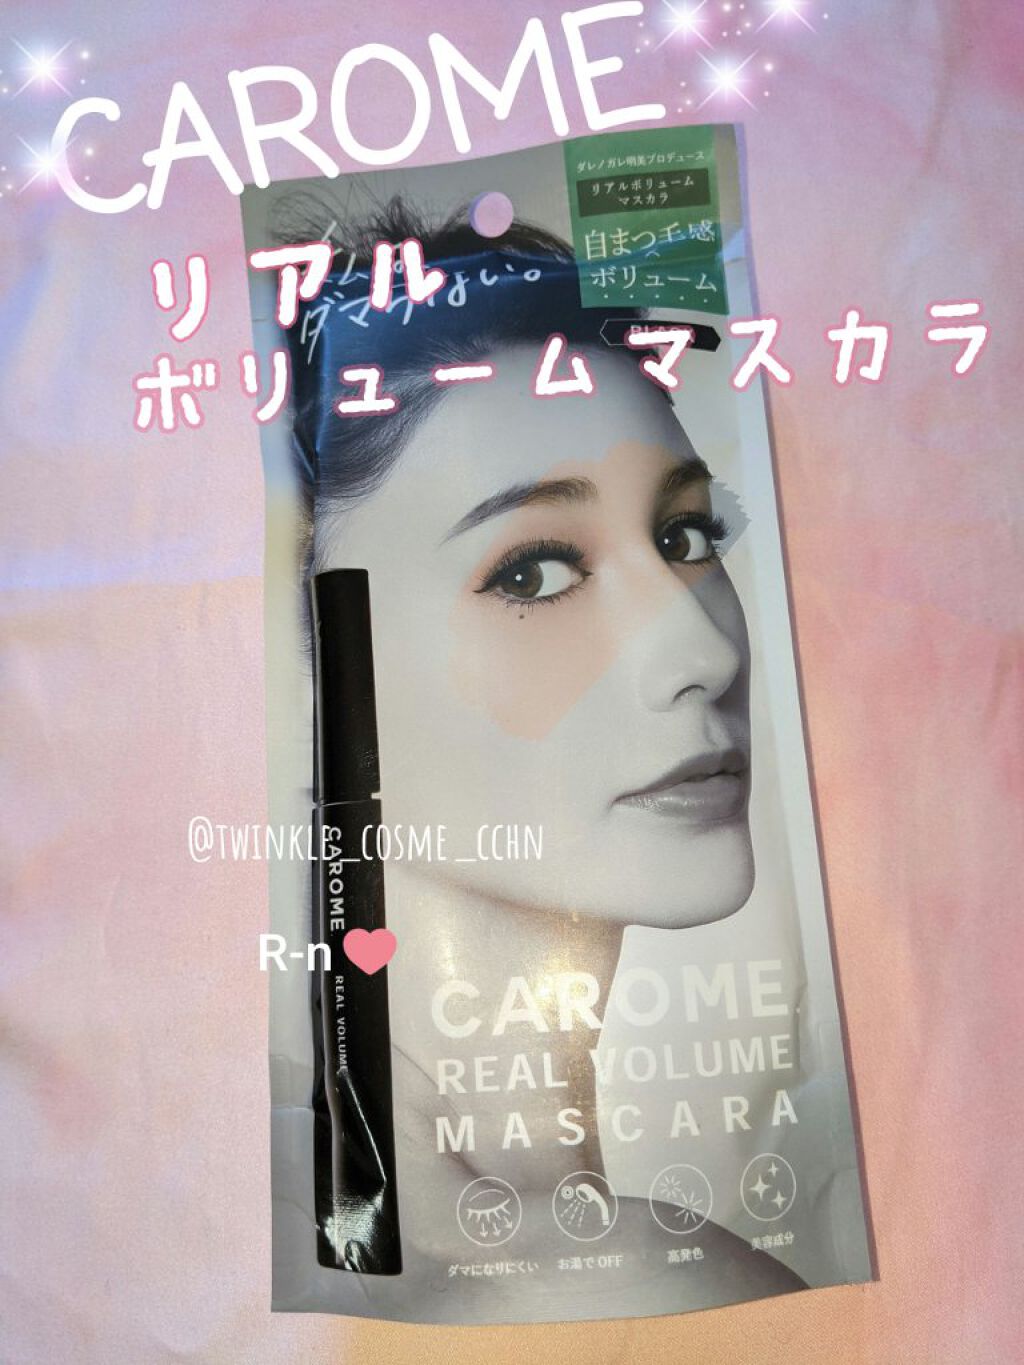 CAROME
ダレノガレ明美プロデュース
リアルボリューム
マスカラ
自まつ毛感
ボリューム
リアル
ボリュームマスカラ
@TWINKLE_COSME_CCHN
CAROME.
REAL VOLUME
R-n
CAROME.
REAL VOLUME
MASCARA
ダマになりにくい
お湯でOFF
高発色
美容成分